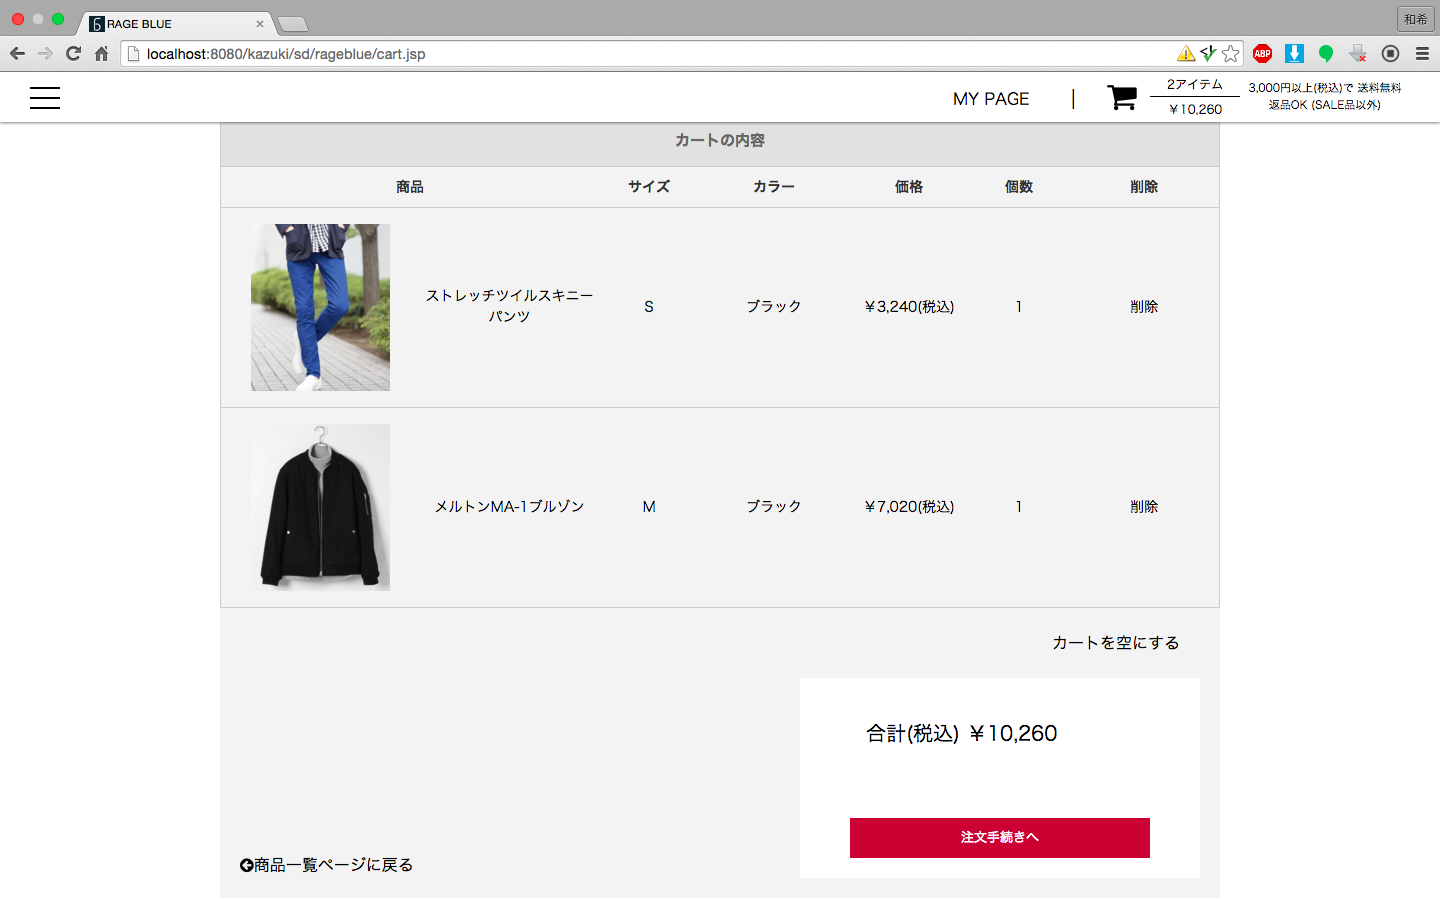 RAGE BLUE
和希
localhost:8080/kazuki/sd/rageblue/cart.jsp
ABP
MY PAGE
2アイテム
￥10,260
3,000円以上(税込)で 送料無料
返品OK (SALE品以外)
カートの内容
商品 サイズ カラー 価格 個数 削除
ストレッチツイルスキニー
パンツ
S ブラック ￥3,240(税込) 1 削除
メルトンMA-1ブルゾン M ブラック ￥7,020(税込) 1 削除
カートを空にする
合計(税込) ￥10,260
注文手続きへ
商品一覧ページに戻る